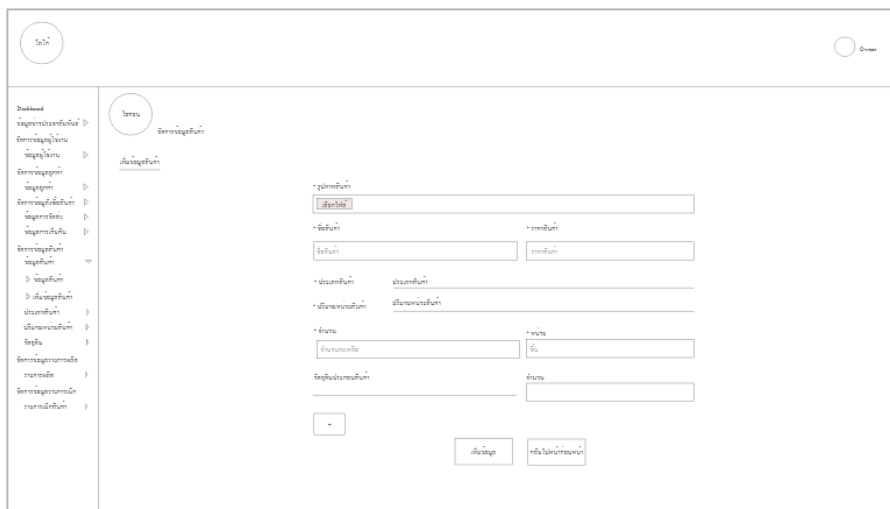 โลโก้
Owner
Dashboard
ข้อมูลข่าวประชาสัมพันธ์
จัดการข้อมูลผู้ใช้งาน
ข้อมูลผู้ใช้งาน
จัดการข้อมูลลูกค้า
ข้อมูลลูกค้า
จัดการข้อมูลสั่งซื้อสินค้า
ข้อมูลการจัดส่ง
ข้อมูลการคืนสินค้า
จัดการข้อมูลสินค้า
ข้อมูลสินค้า
ข้อมูลสินค้า
เพิ่มข้อมูลสินค้า
ประเภทสินค้า
ปริมาณหน่วยสินค้า
วัตถุดิบ
จัดการข้อมูลรายการผลิต
รายการผลิต
จัดการข้อมูลรายการเบิก
รายการเบิกสินค้า
ไอคอน
จัดการข้อมูลสินค้า
เพิ่มข้อมูลสินค้า
* รูปภาพสินค้า
เลือกไฟล์
* ชื่อสินค้า * ราคาสินค้า
ชื่อสินค้า ราคาสินค้า
* ประเภทสินค้า ประเภทสินค้า
* ปริมาณหน่วยสินค้า ปริมาณหน่วยสินค้า
* จำนวน * หน่วย
จำนวนคงเหลือ ชิ้น
วัตถุดิบประกอบสินค้า จำนวน
+
เพิ่มข้อมูล กลับไปหน้าก่อนหน้า